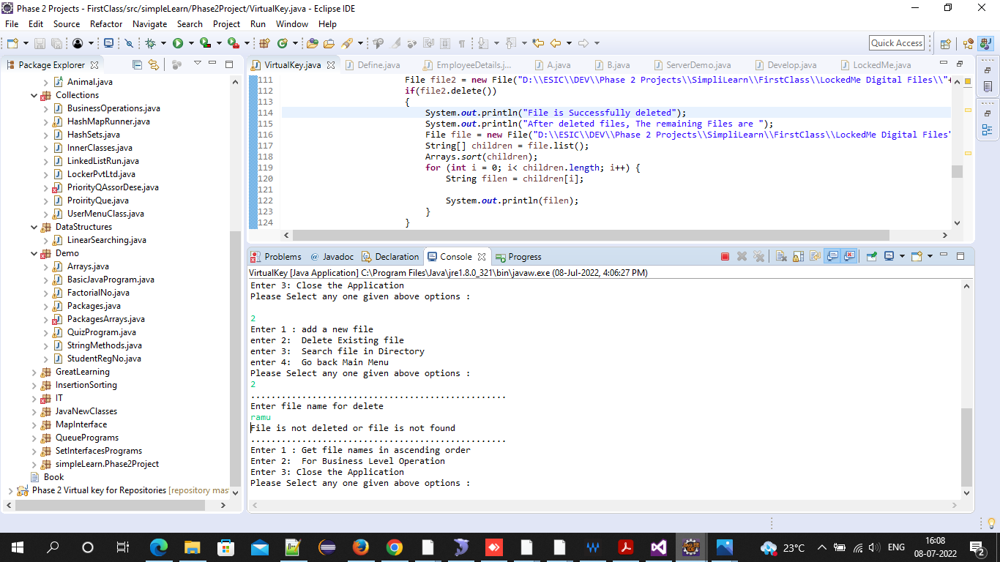 Phase 2 Projects - FirstClass/src/simpleLearn/Phase2Project/VirtualKey.java - Eclipse IDE
File Edit Source Refactor Navigate Search Project Run Window Help
Quick Access
Package Explorer
Animal.java
Collections
BusinessOperations.java
HashMapRunner.java
HashSets.java
InnerClasses.java
LinkedListRun.java
LockerPvtLtd.java
PriorityQAssorDese.java
ProirityQue.java
UserMenuClass.java
DataStructures
LinearSearching.java
Demo
Arrays.java
BasicJavaProgram.java
FactorialNo.java
Packages.java
PackagesArrays.java
QuizProgram.java
StringMethods.java
StudentRegNo.java
GreatLearning
InsertionSorting
IT
JavaNewClasses
MapInterface
QueuePrograms
SetInterfacesPrograms
simpleLearn.Phase2Project
Book
Phase 2 Virtual key for Repositories [repository mas
VirtualKey.java Define.java EmployeeDetails.j... A.java B.java ServerDemo.java Develop.java LockedMe.java
111 File file2 = new File("D:\\ESIC\\DEV\\Phase 2 Projects\\SimpliLearn\\FirstClass\\LockedMe Digital Files\\"+
112 if(file2.delete())
113 {
114 System.out.println("File is Successfully deleted");
115 System.out.println("After deleted files, The remaining Files are ");
116 File file = new File("D:\\ESIC\\DEV\\Phase 2 Projects\\SimpliLearn\\FirstClass\\LockedMe Digital Files"
117 String[] children = file.list();
118 Arrays.sort(children);
119 for (int i = 0; i< children.length; i++) {
120 String filen = children[i];
121
122 System.out.println(filen);
123 }
124 }
Problems @ Javadoc Declaration Console Progress
VirtualKey [Java Application] C:\Program Files\Java\jre1.8.0_321\bin\javaw.exe (08-Jul-2022, 4:06:27 PM)
Enter 3: Close the Application
Please Select any one given above options :
2
Enter 1 : add a new file
enter 2:  Delete Existing file
enter 3:  Search file in Directory
enter 4:  Go back Main Menu
Please Select any one given above options :
2
..................................................
Enter file name for delete
ramu
File is not deleted or file is not found
..................................................
Enter 1 : Get file names in ascending order
Enter 2:  For Business Level Operation
Enter 3: Close the Application
Please Select any one given above options :
23°C ENG 16:08
08-07-2022
2